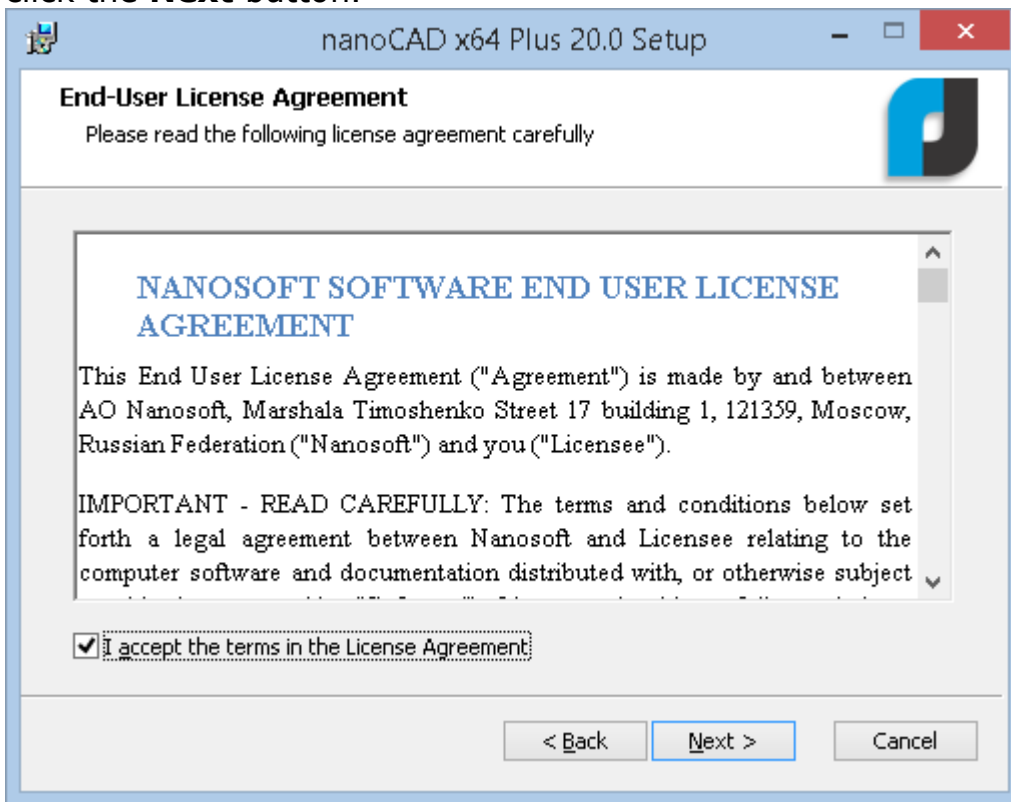 click the Next button.
nanoCAD x64 Plus 20.0 Setup
End-User License Agreement
Please read the following license agreement carefully
NANOSOFT SOFTWARE END USER LICENSE
AGREEMENT
This End User License Agreement ("Agreement") is made by and between
AO Nanosoft, Marshala Timoshenko Street 17 building 1, 121359, Moscow,
Russian Federation ("Nanosoft") and you ("Licensee").
IMPORTANT - READ CAREFULLY: The terms and conditions below set
forth a legal agreement between Nanosoft and Licensee relating to the
computer software and documentation distributed with, or otherwise subject
I accept the terms in the License Agreement
< Back
Next >
Cancel